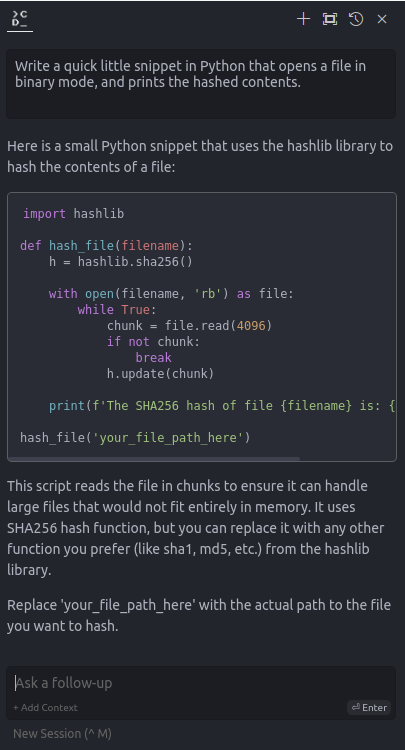 >C
D_
Write a quick little snippet in Python that opens a file in
binary mode, and prints the hashed contents.
Here is a small Python snippet that uses the hashlib library to
hash the contents of a file:
import hashlib
def hash_file(filename):
    h = hashlib.sha256()
    with open(filename, 'rb') as file:
        while True:
            chunk = file.read(4096)
            if not chunk:
                break
            h.update(chunk)
    print(f'The SHA256 hash of file {filename} is: {
hash_file('your_file_path_here')
This script reads the file in chunks to ensure it can handle
large files that would not fit entirely in memory. It uses
SHA256 hash function, but you can replace it with any other
function you prefer (like sha1, md5, etc.) from the hashlib
library.
Replace 'your_file_path_here' with the actual path to the file
you want to hash.
Ask a follow-up
+ Add Context
⏎ Enter
New Session (^ M)